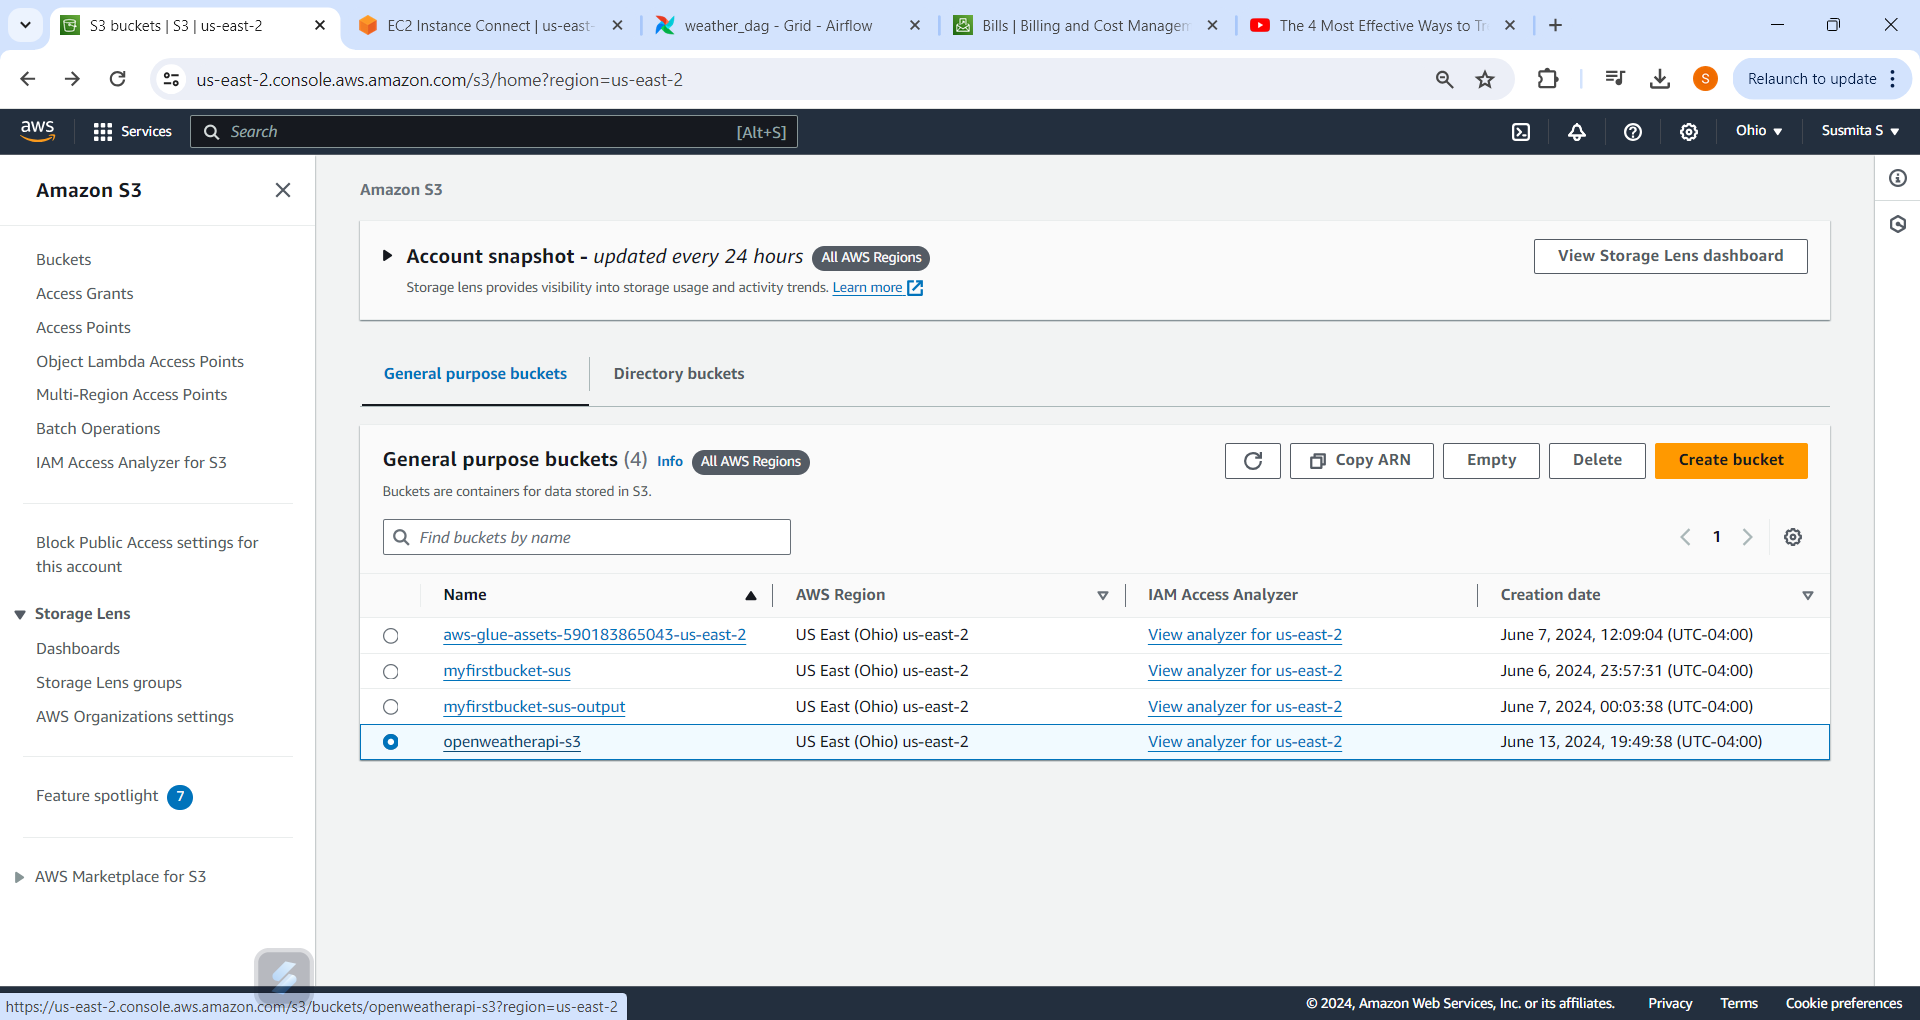 S3 buckets | S3 | us-east-2
EC2 Instance Connect | us-east-
weather_dag - Grid - Airflow
Bills | Billing and Cost Managem
The 4 Most Effective Ways to Tr
us-east-2.console.aws.amazon.com/s3/home?region=us-east-2
S
Relaunch to update
aws
Services
Search
[Alt+S]
Ohio
Susmita S
Amazon S3
Buckets
Access Grants
Access Points
Object Lambda Access Points
Multi-Region Access Points
Batch Operations
IAM Access Analyzer for S3
Block Public Access settings for
this account
Storage Lens
Dashboards
Storage Lens groups
AWS Organizations settings
Feature spotlight 7
AWS Marketplace for S3
Amazon S3
Account snapshot - updated every 24 hours All AWS Regions
Storage lens provides visibility into storage usage and activity trends. Learn more
View Storage Lens dashboard
General purpose buckets
Directory buckets
General purpose buckets (4) Info All AWS Regions
Buckets are containers for data stored in S3.
Copy ARN
Empty
Delete
Create bucket
Find buckets by name
1
Name AWS Region IAM Access Analyzer Creation date
aws-glue-assets-590183865043-us-east-2 US East (Ohio) us-east-2 View analyzer for us-east-2 June 7, 2024, 12:09:04 (UTC-04:00)
myfirstbucket-sus US East (Ohio) us-east-2 View analyzer for us-east-2 June 6, 2024, 23:57:31 (UTC-04:00)
myfirstbucket-sus-output US East (Ohio) us-east-2 View analyzer for us-east-2 June 7, 2024, 00:03:38 (UTC-04:00)
openweatherapi-s3 US East (Ohio) us-east-2 View analyzer for us-east-2 June 13, 2024, 19:49:38 (UTC-04:00)
https://us-east-2.console.aws.amazon.com/s3/buckets/openweatherapi-s3?region=us-east-2
© 2024, Amazon Web Services, Inc. or its affiliates.
Privacy
Terms
Cookie preferences